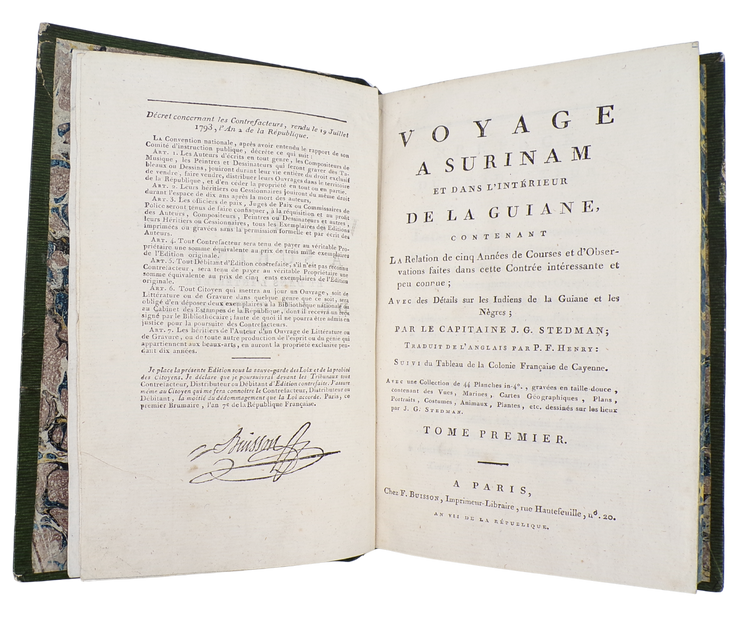 Décret concernant les Contrefacteurs, rendu le 19 Juillet
1793, l'An 2 de la République.
La Convention nationale, après avoir entendu le rapport de son
Comité d'instruction publique, décrète ce qui suit:
Art. 1. Les Auteurs d'écrits en tout genre, les Compositeurs de
Musique, les Peintres et Dessinateurs qui feront graver des Ta-
bleaux ou Dessins, jouiront durant leur vie entière du droit exclusif
de vendre, faire vendre, distribuer leurs Ouvrages dans le territoire
de la République, et d'en céder la propriété en tout ou en partie.
Art. 2. Leurs héritiers ou Cessionnaires jouiront du même droit
durant l'espace de dix ans après la mort des auteurs.
Art. 3. Les officiers de paix, Juges de Paix ou Commissaires de
Police seront tenus de faire confisquer, à la réquisition et au profit
des Auteurs, Compositeurs, Peintres ou Dessinateurs et autres,
leurs Héritiers ou Cessionnaires, tous les Exemplaires des Editions
imprimées ou gravées sans la permission formelle et par écrit des
Auteurs.
Art. 4. Tout Contrefacteur sera tenu de payer au véritable Pro-
priétaire une somme équivalente au prix de trois mille exemplaires
de l'Edition originale.
Art. 5. Tout Débitant d'Edition contrefaite, s'il n'est pas reconnu
Contrefacteur, sera tenu de payer au véritable Propriétaire une
somme équivalente au prix de cinq cents exemplaires de l'Edition
originale.
Art. 6. Tout Citoyen qui mettra au jour un Ouvrage, soit de
Littérature ou de Gravure dans quelque genre que ce soit, sera
obligé d'en déposer deux exemplaires à la Bibliothèque nationale ou
au Cabinet des Estampes de la République, dont il recevra un reçu
signé par le Bibliothécaire; faute de quoi il ne pourra être admis en
justice pour la poursuite des Contrefacteurs.
Art. 7. Les héritiers de l'Auteur d'un Ouvrage de Littérature ou
de Gravure, ou de toute autre production de l'esprit ou du génie qui
appartiennent aux beaux-arts, en auront la propriété exclusive pen-
dant dix années.
Je place la présente Edition sous la sauve-garde des Loix et de la probité
des Citoyens. Je déclare que je poursuivrai devant les Tribunaux tout
Contrefacteur, Distributeur ou Débitant d'Edition contrefaite. J'assure
même au Citoyen qui me fera connoître le Contrefacteur, Distributeur ou
Débitant, la moitié du dédommagement que la Loi accorde. Paris, ce
premier Brumaire, l'an 7e de la République Française.
Buisson
VOYAGE
A SURINAM
ET DANS L'INTÉRIEUR
DE LA GUIANE,
CONTENANT
La Relation de cinq Années de Courses et d'Obser-
vations faites dans cette Contrée intéressante et
peu connue;
Avec des Détails sur les Indiens de la Guiane et les
Nègres;
PAR LE CAPITAINE J. G. STEDMAN;
Traduit de l'anglais par P. F. Henry:
Suivi du Tableau de la Colonie Française de Cayenne.
Avec une Collection de 44 Planches in-4°., gravées en taille-douce,
contenant des Vues, Marines, Cartes Géographiques, Plans,
Portraits, Costumes, Animaux, Plantes, etc. dessinés sur les lieux
par J. G. Stedman.
TOME PREMIER.
A PARIS,
Chez F. Buisson, Imprimeur-Libraire, rue Hautefeuille, n°. 20.
AN VII DE LA RÉPUBLIQUE.